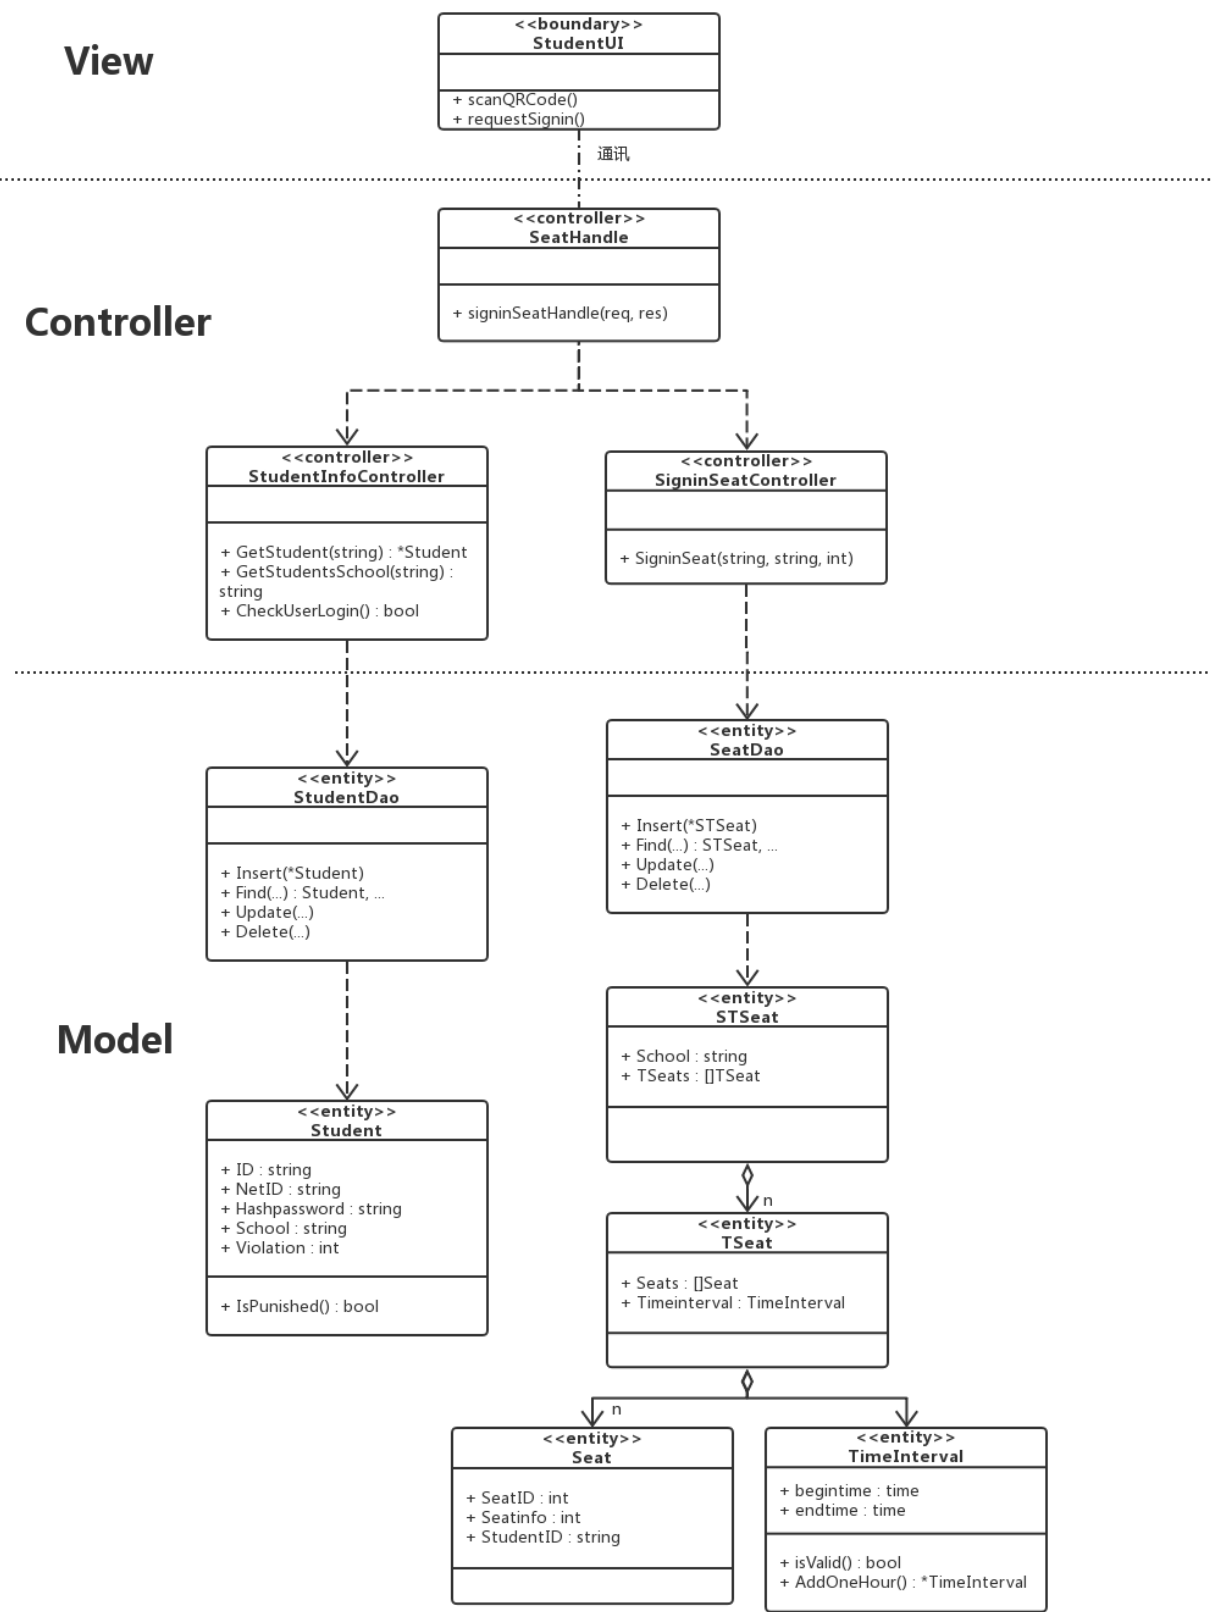 View
<<boundary>>
StudentUI
+ scanQRCode()
+ requestSignin()
通讯
Controller
<<controller>>
SeatHandle
+ signinSeatHandle(req, res)
<<controller>>
StudentInfoController
+ GetStudent(string) : *Student
+ GetStudentsSchool(string) :
string
+ CheckUserLogin() : bool
<<controller>>
SigninSeatController
+ SigninSeat(string, string, int)
Model
<<entity>>
StudentDao
+ Insert(*Student)
+ Find(...) : Student, ...
+ Update(...)
+ Delete(...)
<<entity>>
SeatDao
+ Insert(*STSeat)
+ Find(...) : STSeat, ...
+ Update(...)
+ Delete(...)
<<entity>>
STSeat
+ School : string
+ TSeats : []TSeat
<<entity>>
Student
+ ID : string
+ NetID : string
+ Hashpassword : string
+ School : string
+ Violation : int
+ IsPunished() : bool
n
<<entity>>
TSeat
+ Seats : []Seat
+ Timeinterval : TimeInterval
n
<<entity>>
Seat
+ SeatID : int
+ Seatinfo : int
+ StudentID : string
<<entity>>
TimeInterval
+ begintime : time
+ endtime : time
+ isValid() : bool
+ AddOneHour() : *TimeInterval